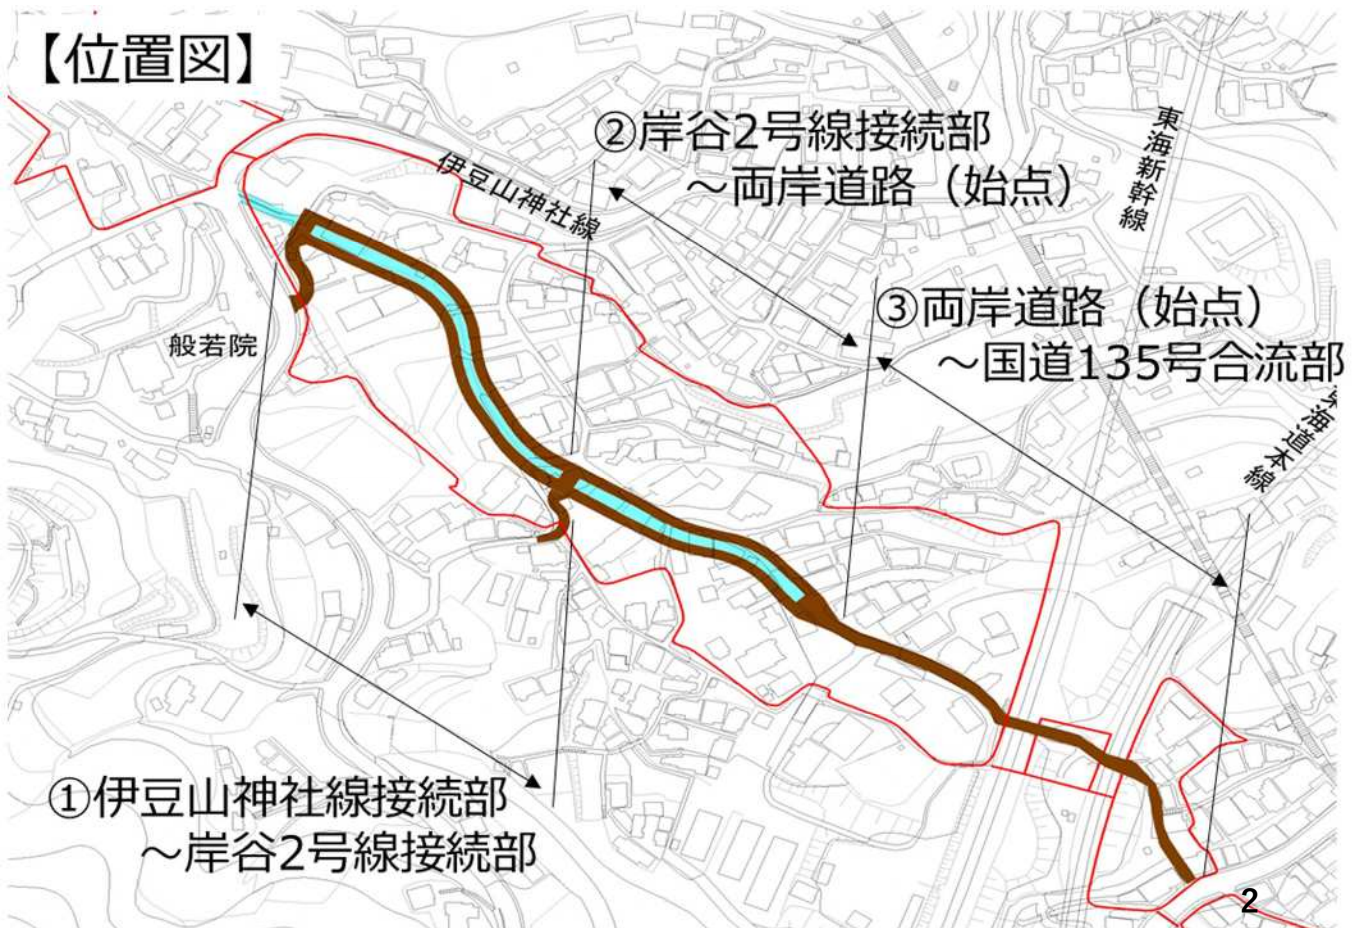 【位置図】
②岸谷2号線接続部
~両岸道路（始点）
東海新幹線
伊豆山神社線
③両岸道路（始点）
~国道135号合流部
般若院
東海道本線
①伊豆山神社線接続部
~岸谷2号線接続部
2